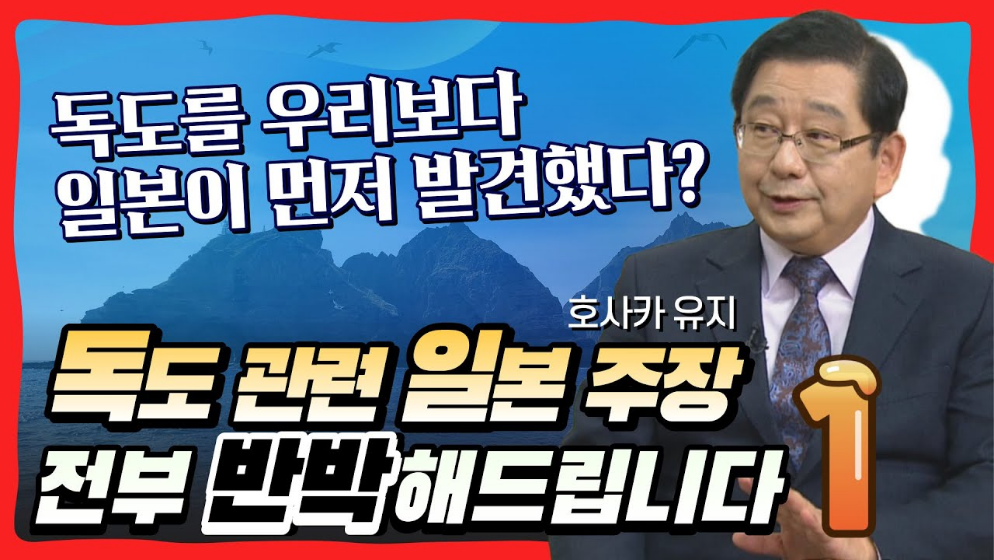 독도를 우리보다
일본이 먼저 발견했다?
호사카 유지
독도 관련 일본 주장
전부 반박해드립니다
1